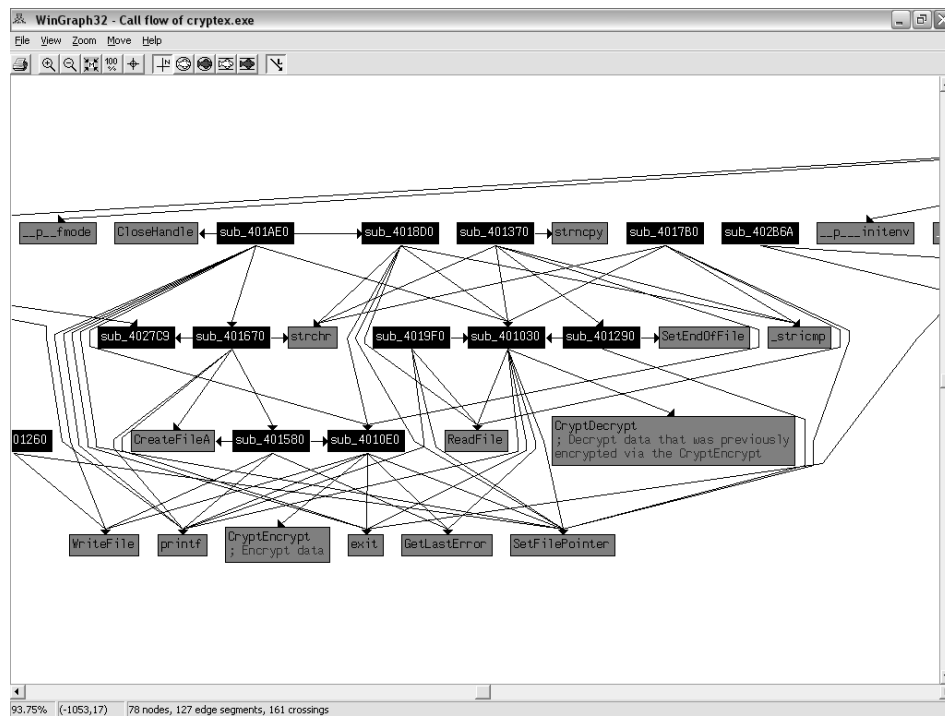 WinGraph32 - Call flow of cryptex.exe
File View Zoom Move Help
100
%
N
__p__fmode CloseHandle sub_401AE0 sub_4018D0 sub_401370 strncpy sub_4017B0 sub_402B6A __p___initenv
sub_4027C9 sub_401670 strchr sub_4019F0 sub_401030 sub_401290 SetEndOfFile _stricmp
01260 CreateFileA sub_401580 sub_4010E0 ReadFile
CryptDecrypt
; Decrypt data that was previously
encrypted via the CryptEncrypt
WriteFile printf
CryptEncrypt
; Encrypt data
exit GetLastError SetFilePointer
93.75% (-1053,17) 78 nodes, 127 edge segments, 161 crossings